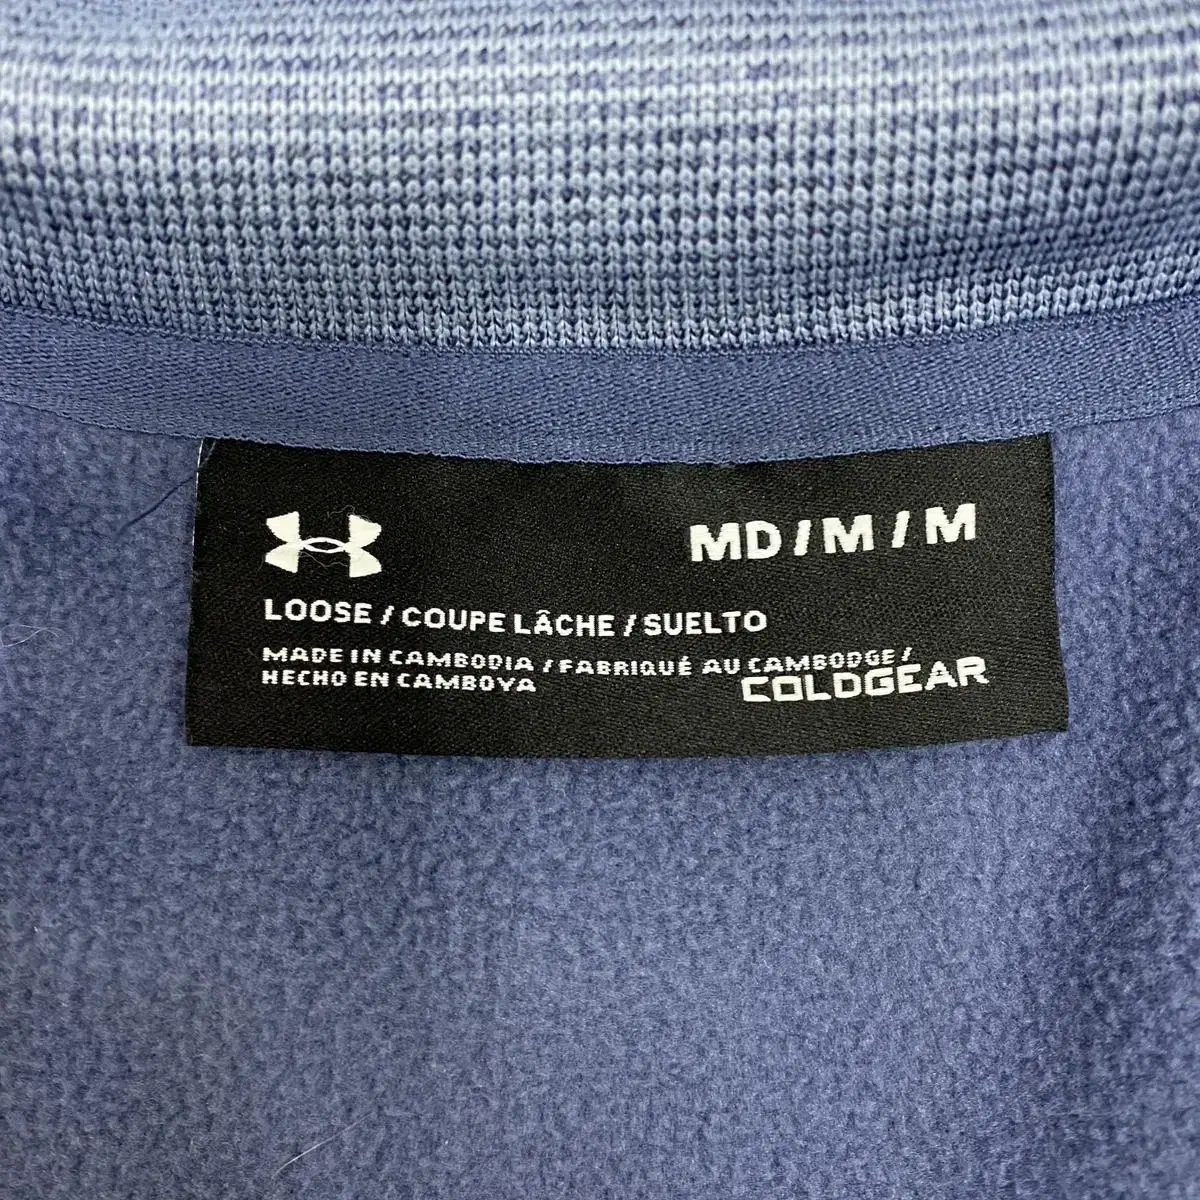 MD / M / M
LOOSE / COUPE LÂCHE / SUELTO
MADE IN CAMBODIA / FABRIQUÉ AU CAMBODGE /
HECHO EN CAMBOYA
COLDGEAR